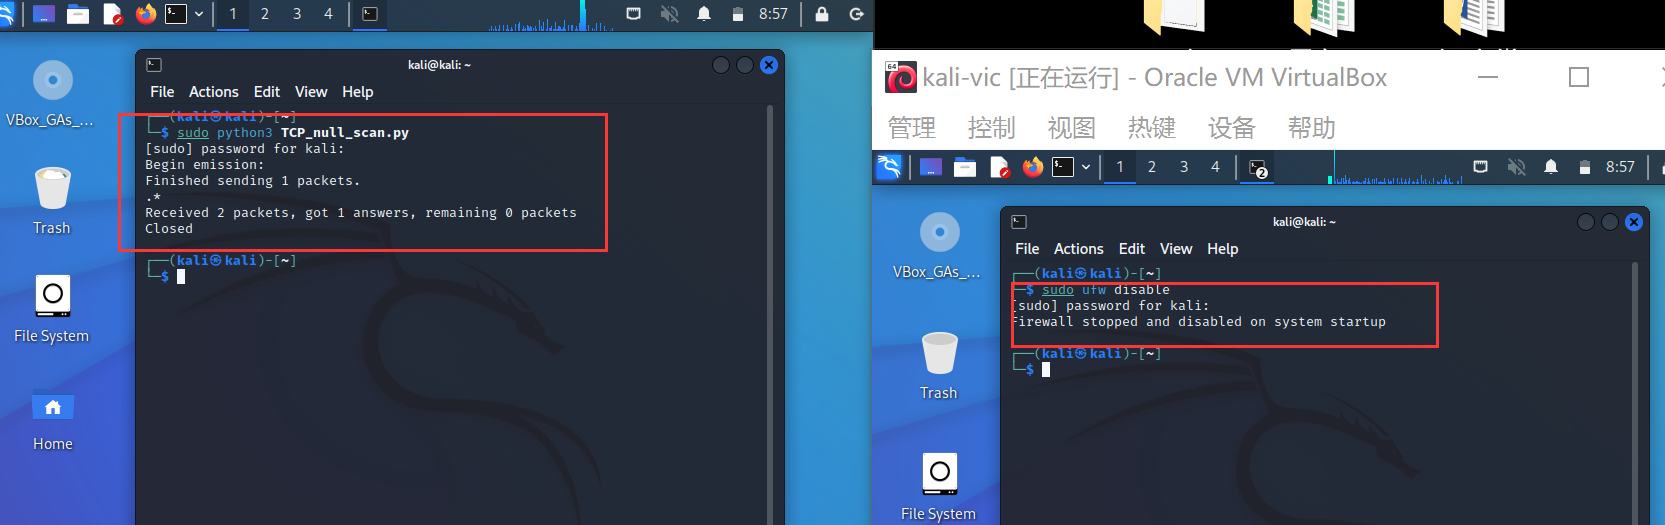 1 2 3 4
8:57
kali@kali: ~
File Actions Edit View Help
VBox_GAs_...
Trash
File System
Home
┌──(kali㉿kali)-[~]
└─$ sudo python3 TCP_null_scan.py
[sudo] password for kali:
Begin emission:
Finished sending 1 packets.
.*
Received 2 packets, got 1 answers, remaining 0 packets
Closed
┌──(kali㉿kali)-[~]
└─$
64
kali-vic [正在运行] - Oracle VM VirtualBox
管理 控制 视图 热键 设备 帮助
1 2 3 4
2
8:57
kali@kali: ~
File Actions Edit View Help
VBox_GAs_...
Trash
File System
┌──(kali㉿kali)-[~]
└─$ sudo ufw disable
[sudo] password for kali:
Firewall stopped and disabled on system startup
┌──(kali㉿kali)-[~]
└─$